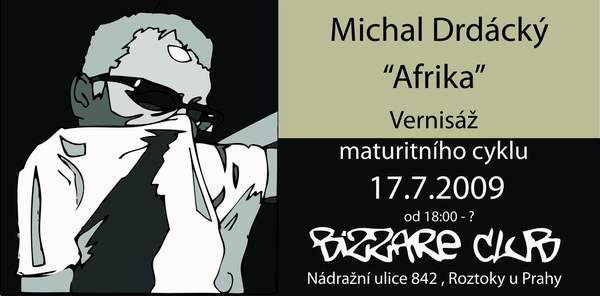 Michal Drdácký
“Afrika”
Vernisáž
maturitního cyklu
17.7.2009
od 18:00 - ?
BiZZARE CLUB
Nádražní ulice 842 , Roztoky u Prahy